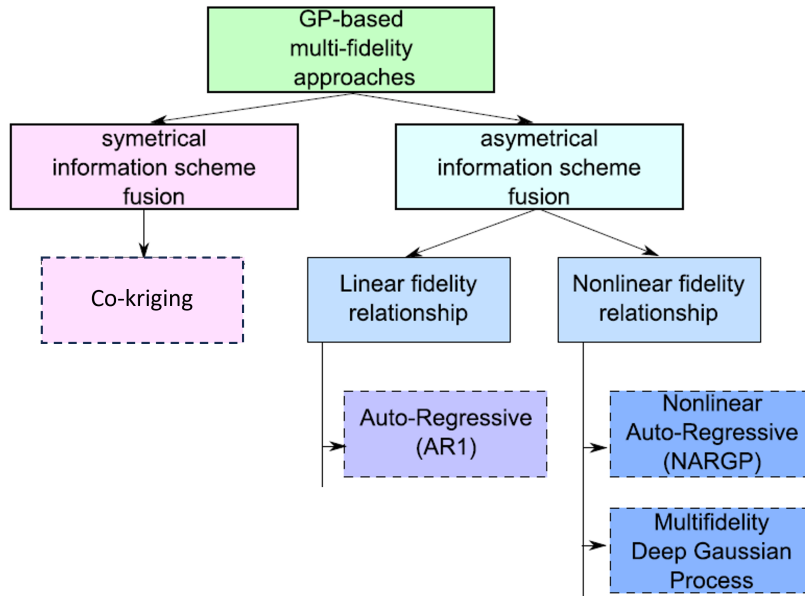 GP-based
multi-fidelity
approaches
symetrical
information scheme
fusion
asymetrical
information scheme
fusion
Co-kriging
Linear fidelity
relationship
Nonlinear fidelity
relationship
Auto-Regressive
(AR1)
Nonlinear
Auto-Regressive
(NARGP)
Multifidelity
Deep Gaussian
Process